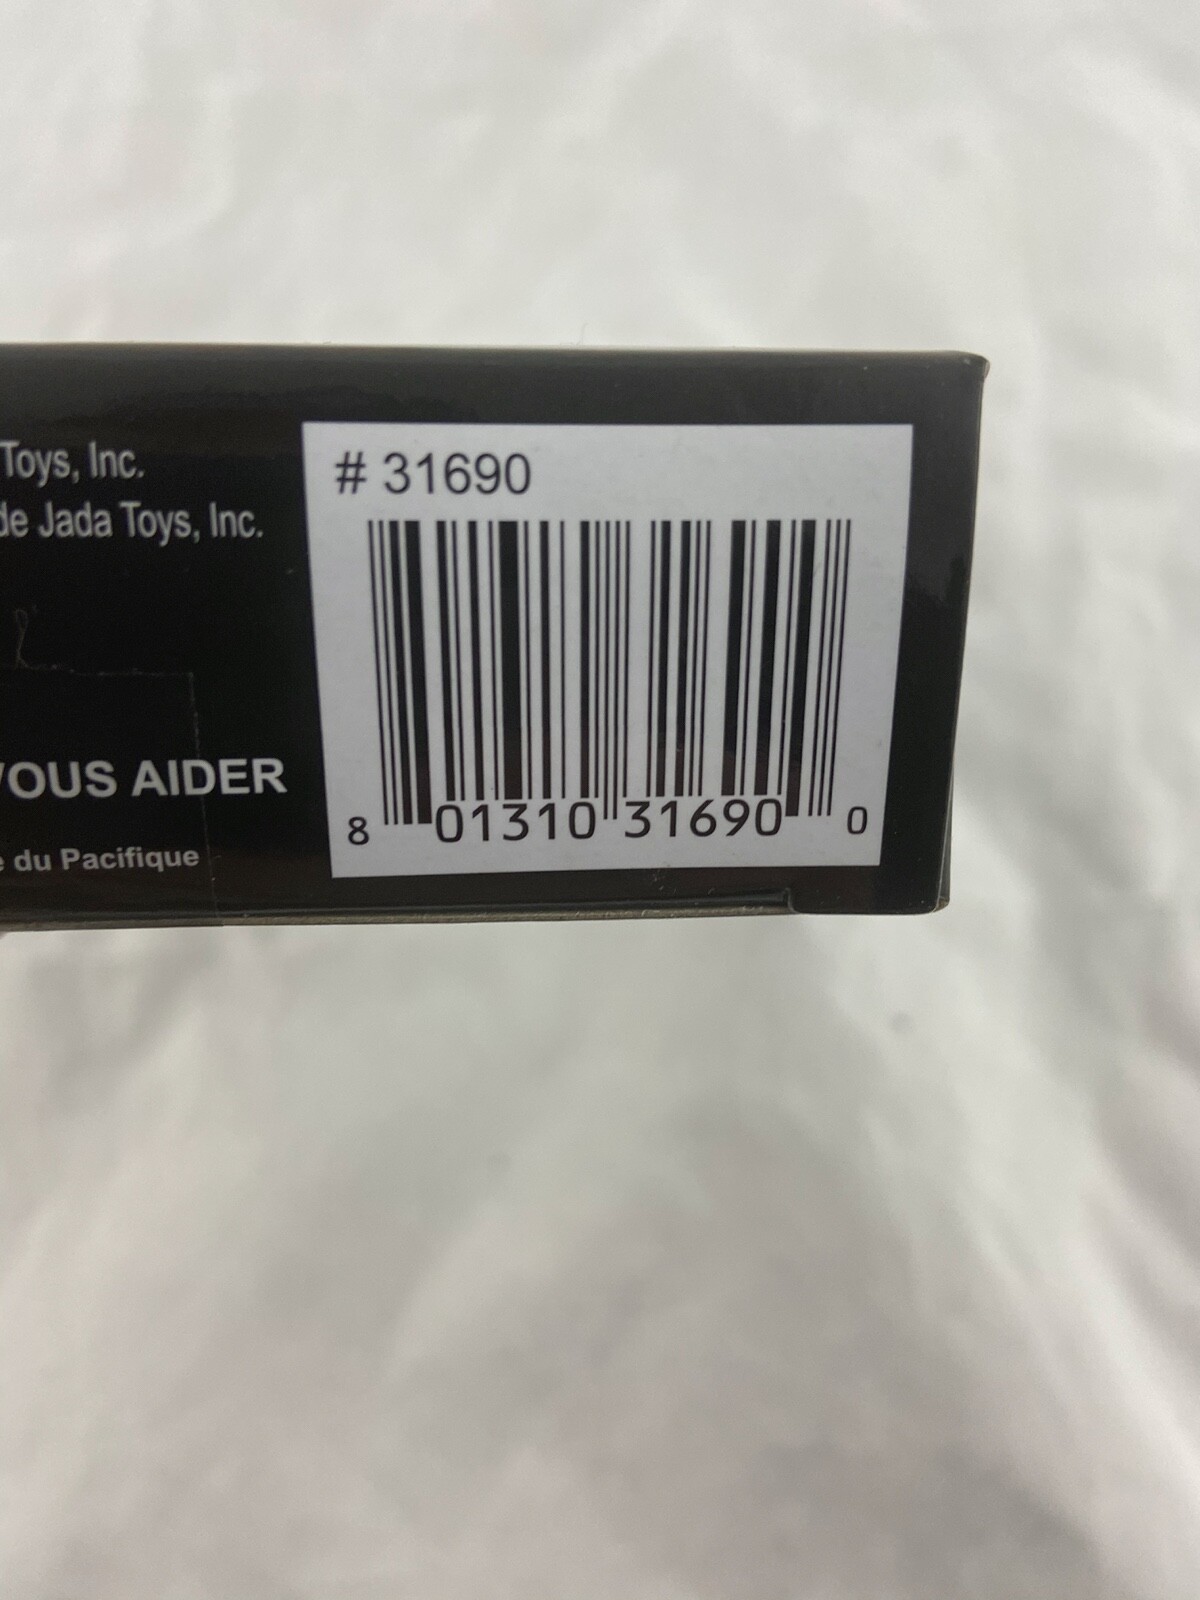 Toys, Inc.
de Jada Toys, Inc.
VOUS AIDER
e du Pacifique
# 31690
8 01310 31690 0